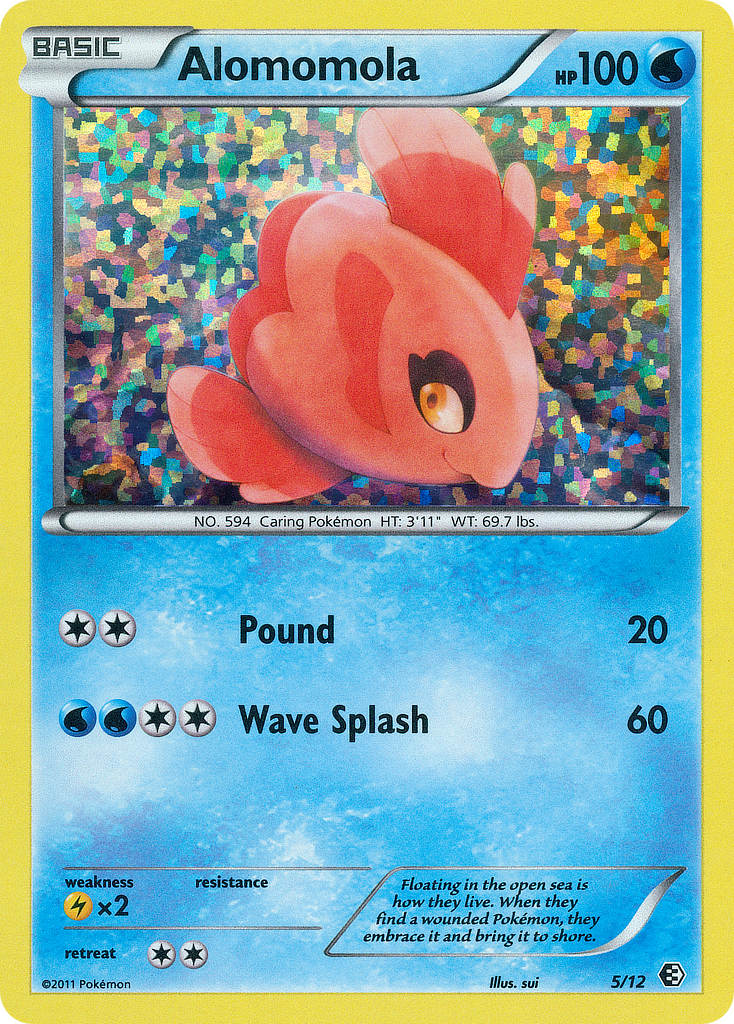 BASIC
Alomomola
HP100
NO. 594 Caring Pokémon HT: 3'11" WT: 69.7 lbs.
Pound 20
Wave Splash 60
weakness
resistance
×2
retreat
Floating in the open sea is
how they live. When they
find a wounded Pokémon, they
embrace it and bring it to shore.
©2011 Pokémon
Illus. sui
5/12